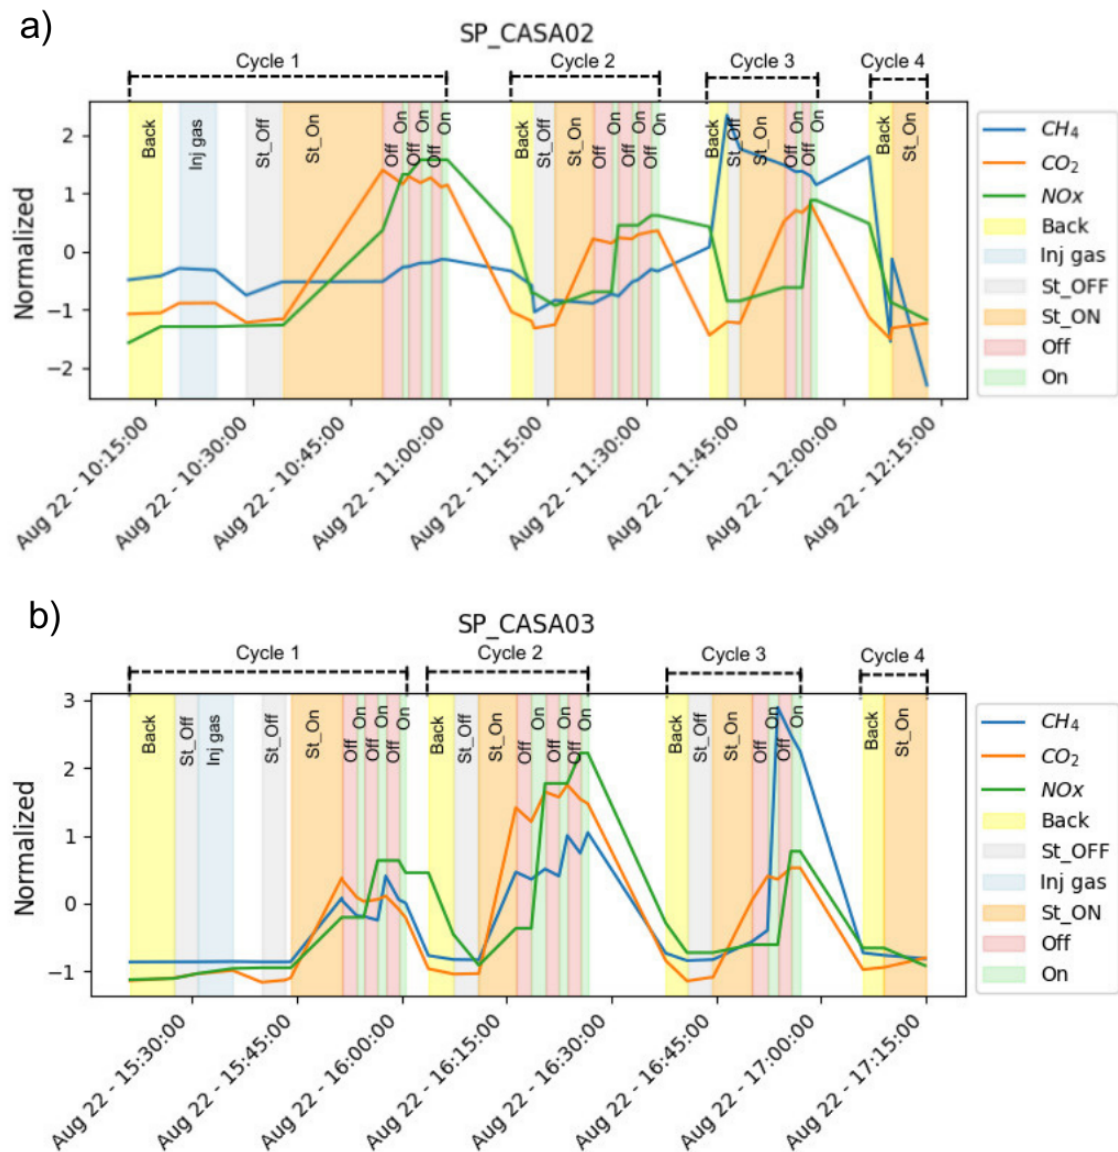 a)
SP_CASA02
Cycle 1 Cycle 2 Cycle 3 Cycle 4
Back Inj gas St_Off St_On Off On Off On Off On Back St_Off St_On Off On Off On Off On Back St_Off St_On Off On Off On Back St_On
Normalized
2
1
0
−1
−2
CH4
CO2
NOx
Back
Inj gas
St_OFF
St_ON
Off
On
Aug 22 - 10:15:00
Aug 22 - 10:30:00
Aug 22 - 10:45:00
Aug 22 - 11:00:00
Aug 22 - 11:15:00
Aug 22 - 11:30:00
Aug 22 - 11:45:00
Aug 22 - 12:00:00
Aug 22 - 12:15:00
b)
SP_CASA03
Cycle 1 Cycle 2 Cycle 3 Cycle 4
Back St_Off Inj gas St_Off St_On Off On Off On Off On Back St_Off St_On Off On Off On Off On Back St_Off St_On Off On Off On Back St_On
Normalized
3
2
1
0
−1
CH4
CO2
NOx
Back
St_OFF
Inj gas
St_ON
Off
On
Aug 22 - 15:30:00
Aug 22 - 15:45:00
Aug 22 - 16:00:00
Aug 22 - 16:15:00
Aug 22 - 16:30:00
Aug 22 - 16:45:00
Aug 22 - 17:00:00
Aug 22 - 17:15:00